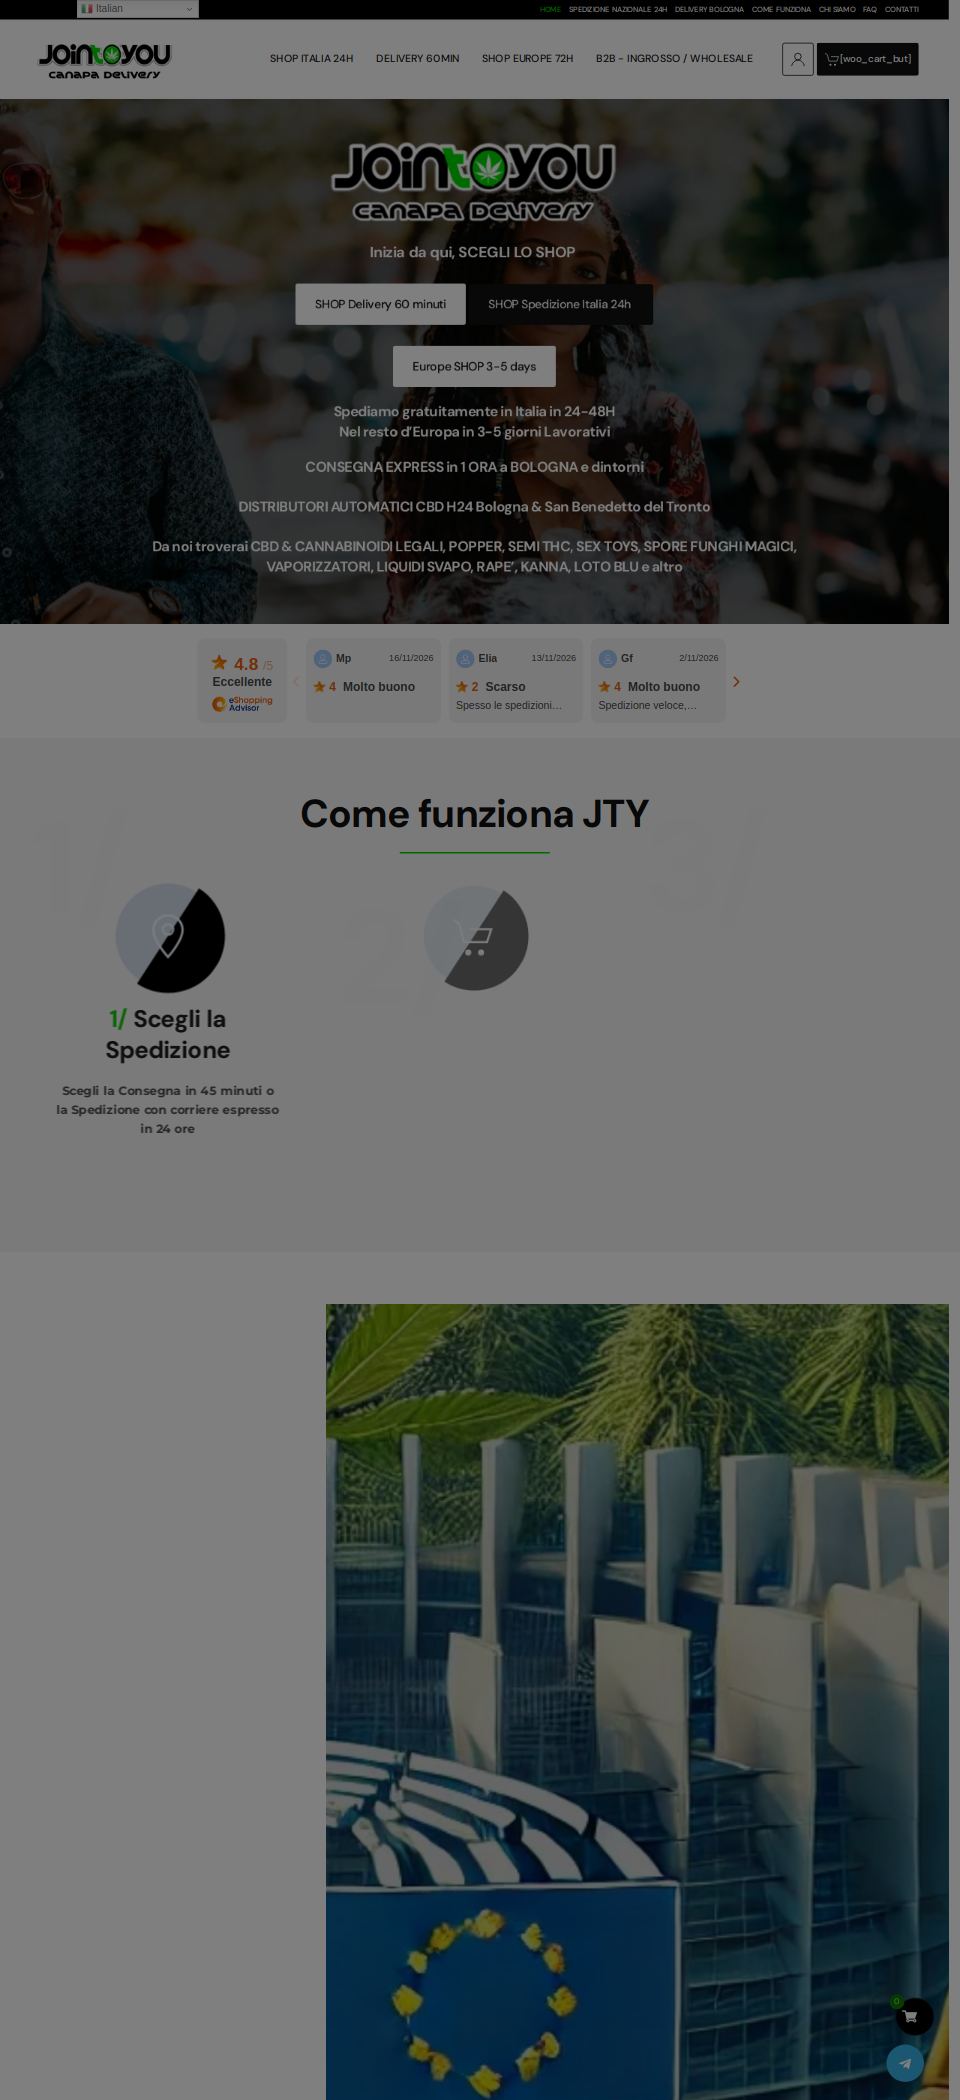 Italian
HOME SPEDIZIONE NAZIONALE 24H DELIVERY BOLOGNA COME FUNZIONA CHI SIAMO FAQ CONTATTI
JOINtoYOU
CANAPA DELIVERY
SHOP ITALIA 24H DELIVERY 60MIN SHOP EUROPE 72H B2B - INGROSSO / WHOLESALE
[woo_cart_but]
JOINtoYOU
CANAPA DELIVERY
Inizia da qui, SCEGLI LO SHOP
SHOP Delivery 60 minuti SHOP Spedizione Italia 24h
Europe SHOP 3-5 days
Spediamo gratuitamente in Italia in 24-48H
Nel resto d'Europa in 3-5 giorni Lavorativi
CONSEGNA EXPRESS in 1 ORA a BOLOGNA e dintorni
DISTRIBUTORI AUTOMATICI CBD H24 Bologna & San Benedetto del Tronto
Da noi troverai CBD & CANNABINOIDI LEGALI, POPPER, SEMI THC, SEX TOYS, SPORE FUNGHI MAGICI,
VAPORIZZATORI, LIQUIDI SVAPO, RAPE', KANNA, LOTO BLU e altro
4.8 /5
Eccellente
eShopping
Advisor
Mp 16/11/2026
4 Molto buono
Elia 13/11/2026
2 Scarso
Spesso le spedizioni...
Gf 2/11/2026
4 Molto buono
Spedizione veloce,...
Come funziona JTY
1/
2/
3/
1/ Scegli la
Spedizione
Scegli la Consegna in 45 minuti o
la Spedizione con corriere espresso
in 24 ore
0